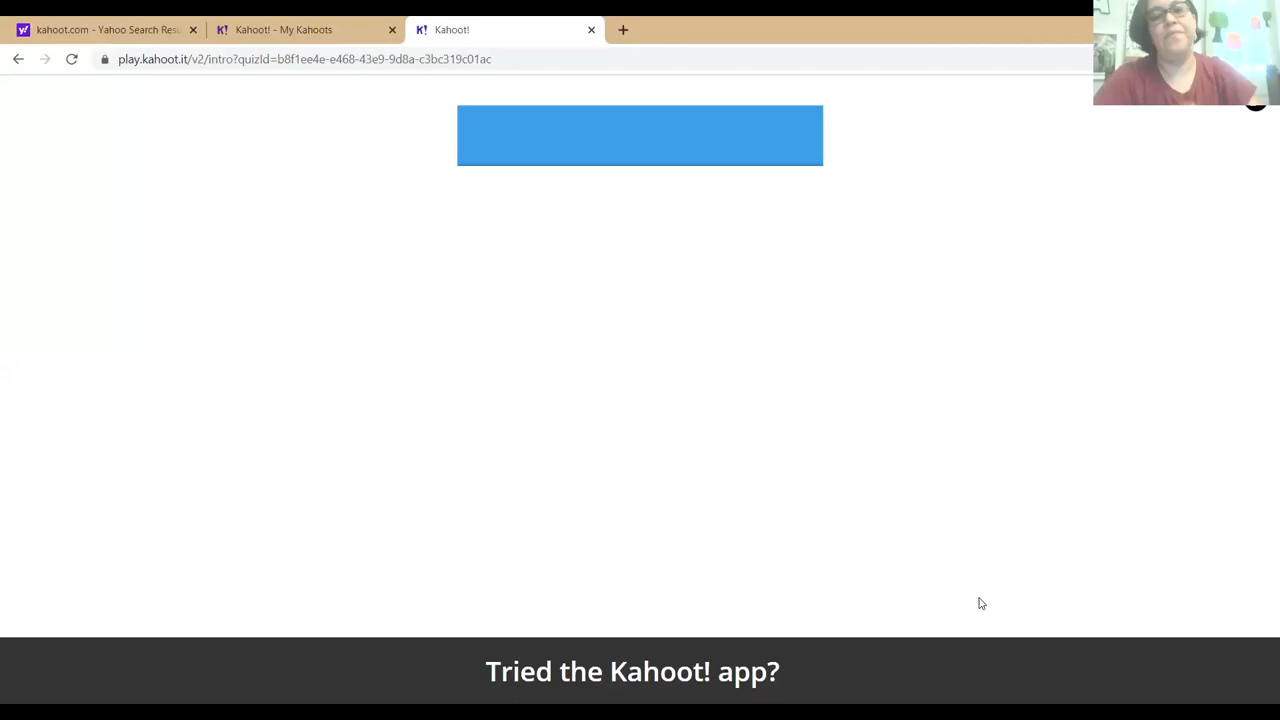 kahoot.com - Yahoo Search Resu
K! Kahoot! - My Kahoots
K! Kahoot!
play.kahoot.it/v2/intro?quizId=b8f1ee4e-e468-43e9-9d8a-c3bc319c01ac
Tried the Kahoot! app?